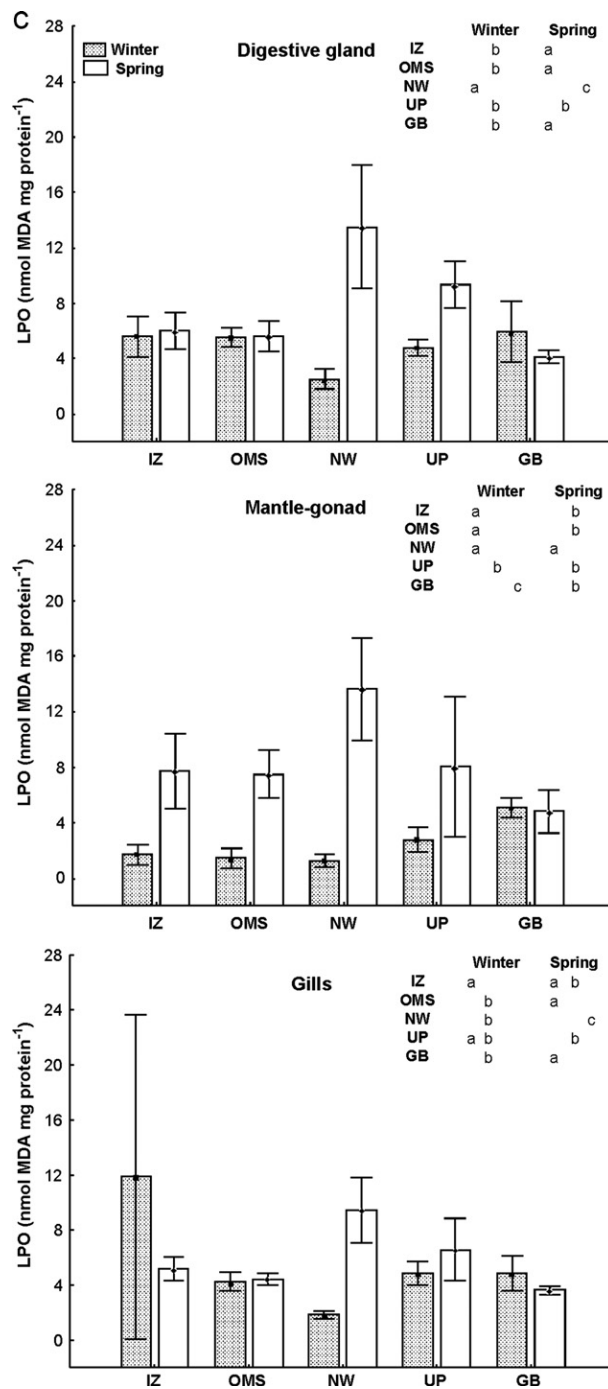 C
Winter
Spring
Digestive gland
Winter Spring
IZ b a
OMS b a
NW a c
UP b b
GB b a
LPO (nmol MDA mg protein⁻¹)
28
24
20
16
12
8
4
0
IZ OMS NW UP GB
Mantle-gonad
Winter Spring
IZ a b
OMS a b
NW a a
UP b b
GB c b
LPO (nmol MDA mg protein⁻¹)
28
24
20
16
12
8
4
0
IZ OMS NW UP GB
Gills
Winter Spring
IZ a a b
OMS b a
NW b c
UP a b b
GB b a
LPO (nmol MDA mg protein⁻¹)
28
24
20
16
12
8
4
0
IZ OMS NW UP GB